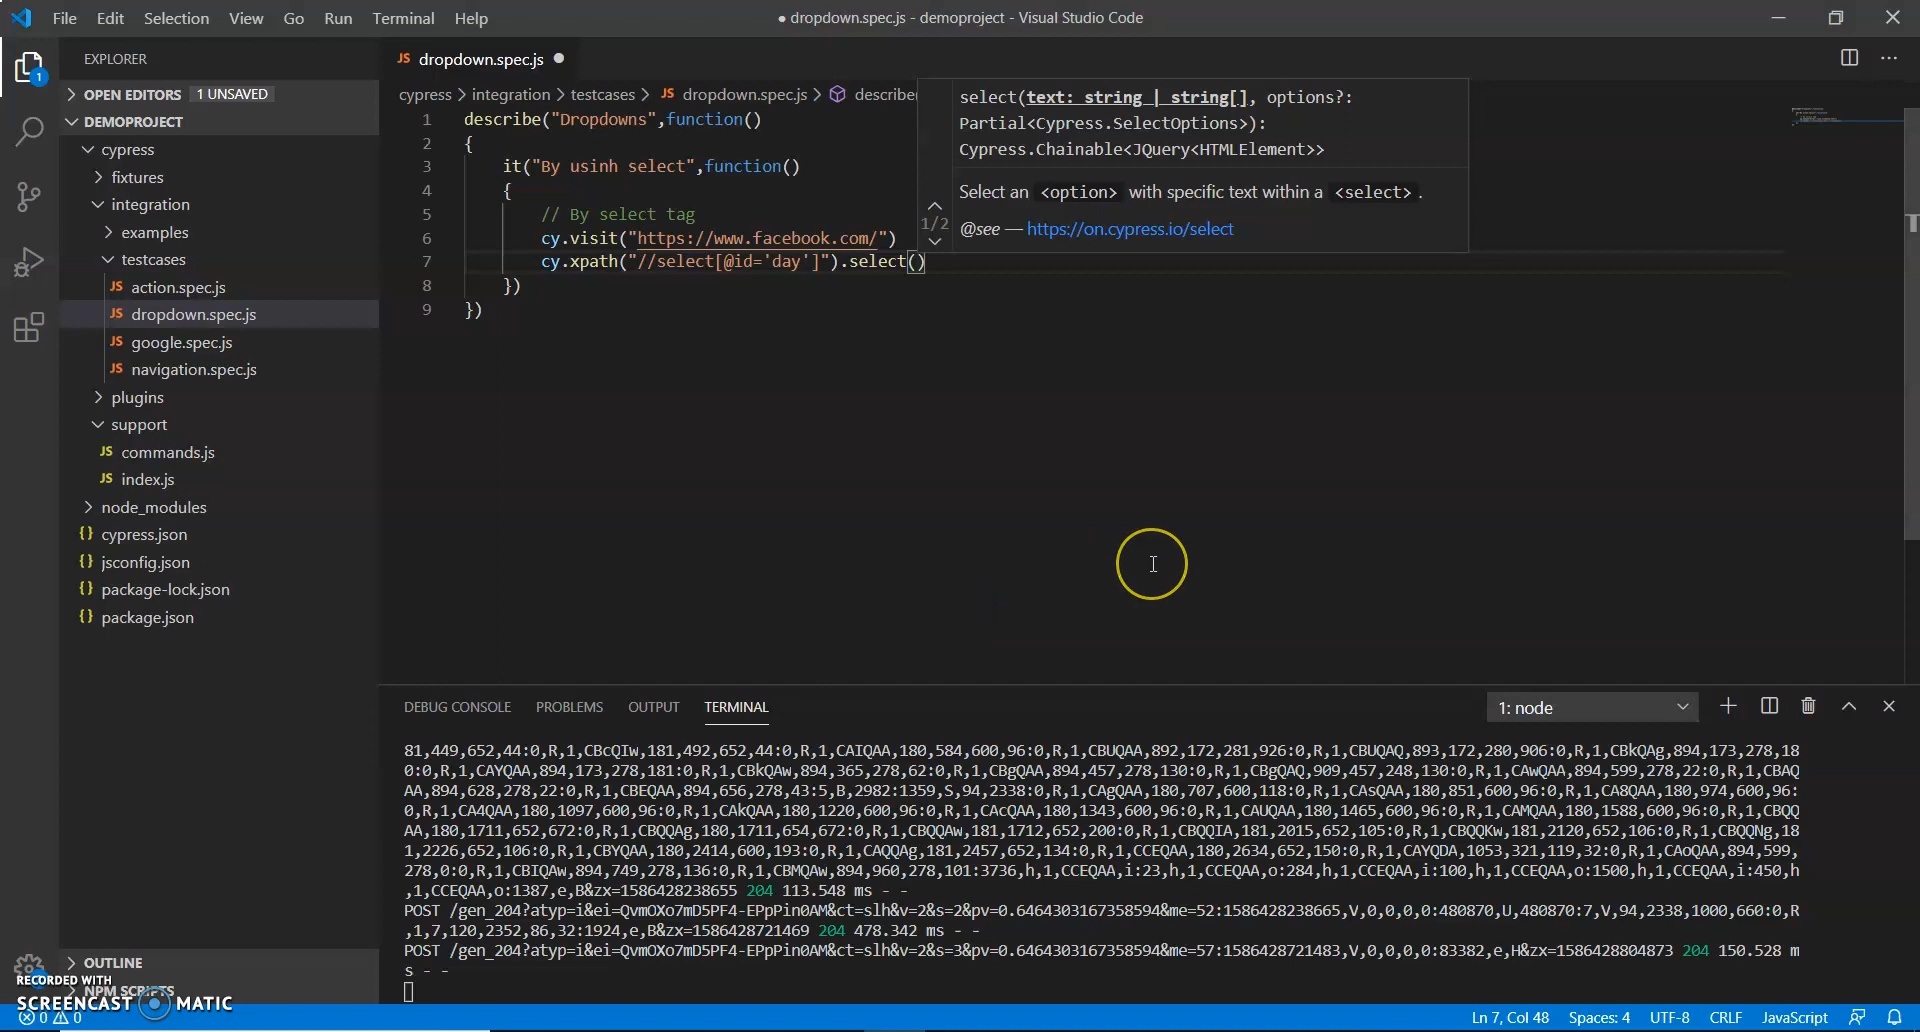 File Edit Selection View Go Run Terminal Help
● dropdown.spec.js - demoproject - Visual Studio Code
EXPLORER
OPEN EDITORS 1 UNSAVED
DEMOPROJECT
cypress
fixtures
integration
examples
testcases
JS action.spec.js
JS dropdown.spec.js
JS google.spec.js
JS navigation.spec.js
plugins
support
JS commands.js
JS index.js
node_modules
{} cypress.json
{} jsconfig.json
{} package-lock.json
{} package.json
OUTLINE
NPM SCRIPTS
1
JS dropdown.spec.js ●
cypress > integration > testcases > JS dropdown.spec.js > describe
1 describe("Dropdowns",function()
2 {
3 it("By usinh select",function()
4 {
5 // By select tag
6 cy.visit("https://www.facebook.com/")
7 cy.xpath("//select[@id='day']").select()
8 })
9 })
select(text: string | string[], options?:
Partial<Cypress.SelectOptions>):
Cypress.Chainable<JQuery<HTMLElement>>
1/2
Select an <option> with specific text within a <select>.
@see — https://on.cypress.io/select
DEBUG CONSOLE PROBLEMS OUTPUT TERMINAL
1: node
81,449,652,44:0,R,1,CBcQIw,181,492,652,44:0,R,1,CAIQAA,180,584,600,96:0,R,1,CBUQAA,892,172,281,926:0,R,1,CBUQAQ,893,172,280,906:0,R,1,CBkQAg,894,173,278,18
0:0,R,1,CAYQAA,894,173,278,181:0,R,1,CBkQAw,894,365,278,62:0,R,1,CBgQAA,894,457,278,130:0,R,1,CBgQAQ,909,457,248,130:0,R,1,CAwQAA,894,599,278,22:0,R,1,CBAQ
AA,894,628,278,22:0,R,1,CBEQAA,894,656,278,43:5,B,2982:1359,S,94,2338:0,R,1,CAgQAA,180,707,600,118:0,R,1,CAsQAA,180,851,600,96:0,R,1,CA8QAA,180,974,600,96:
0,R,1,CA4QAA,180,1097,600,96:0,R,1,CAkQAA,180,1220,600,96:0,R,1,CAcQAA,180,1343,600,96:0,R,1,CAUQAA,180,1465,600,96:0,R,1,CAMQAA,180,1588,600,96:0,R,1,CBQQ
AA,180,1711,652,672:0,R,1,CBQQAg,180,1711,654,672:0,R,1,CBQQAw,181,1712,652,200:0,R,1,CBQQIA,181,2015,652,105:0,R,1,CBQQKw,181,2120,652,106:0,R,1,CBQQNg,18
1,2226,652,106:0,R,1,CBYQAA,180,2414,600,193:0,R,1,CAQQAg,181,2457,652,134:0,R,1,CCEQAA,180,2634,652,150:0,R,1,CAYQDA,1053,321,119,32:0,R,1,CAoQAA,894,599,
278,0:0,R,1,CBIQAw,894,749,278,136:0,R,1,CBMQAw,894,960,278,101:3736,h,1,CCEQAA,i:23,h,1,CCEQAA,o:284,h,1,CCEQAA,i:100,h,1,CCEQAA,o:1500,h,1,CCEQAA,i:450,h
,1,CCEQAA,o:1387,e,B&zx=1586428238655 204 113.548 ms - -
POST /gen_204?atyp=i&ei=QvmOXo7mD5PF4-EPpPin0AM&ct=slh&v=2&s=2&pv=0.6464303167358594&me=52:1586428238665,V,0,0,0,0:480870,U,480870:7,V,94,2338,1000,660:0,R
,1,7,120,2352,86,32:1924,e,B&zx=1586428721469 204 478.342 ms - -
POST /gen_204?atyp=i&ei=QvmOXo7mD5PF4-EPpPin0AM&ct=slh&v=2&s=3&pv=0.6464303167358594&me=57:1586428721483,V,0,0,0,0:83382,e,H&zx=1586428804873 204 150.528 m
s - -
RECORDED WITH
SCREENCAST MATIC
0 0
Ln 7, Col 48 Spaces: 4 UTF-8 CRLF JavaScript